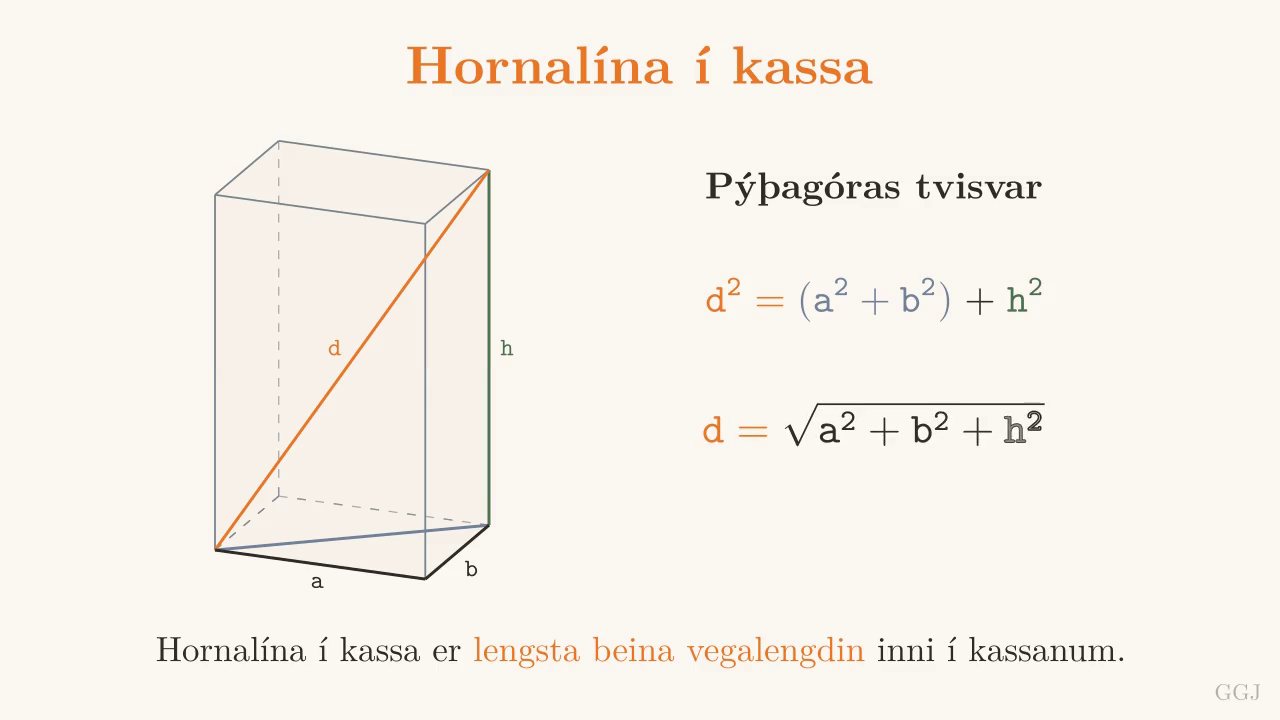 Hornalína í kassa
Pýþagóras tvisvar
d² = (a² + b²) + h²
d
h
d = √a² + b² + h²
b
a
Hornalína í kassa er lengsta beina vegalengdin inni í kassanum.
GGJ